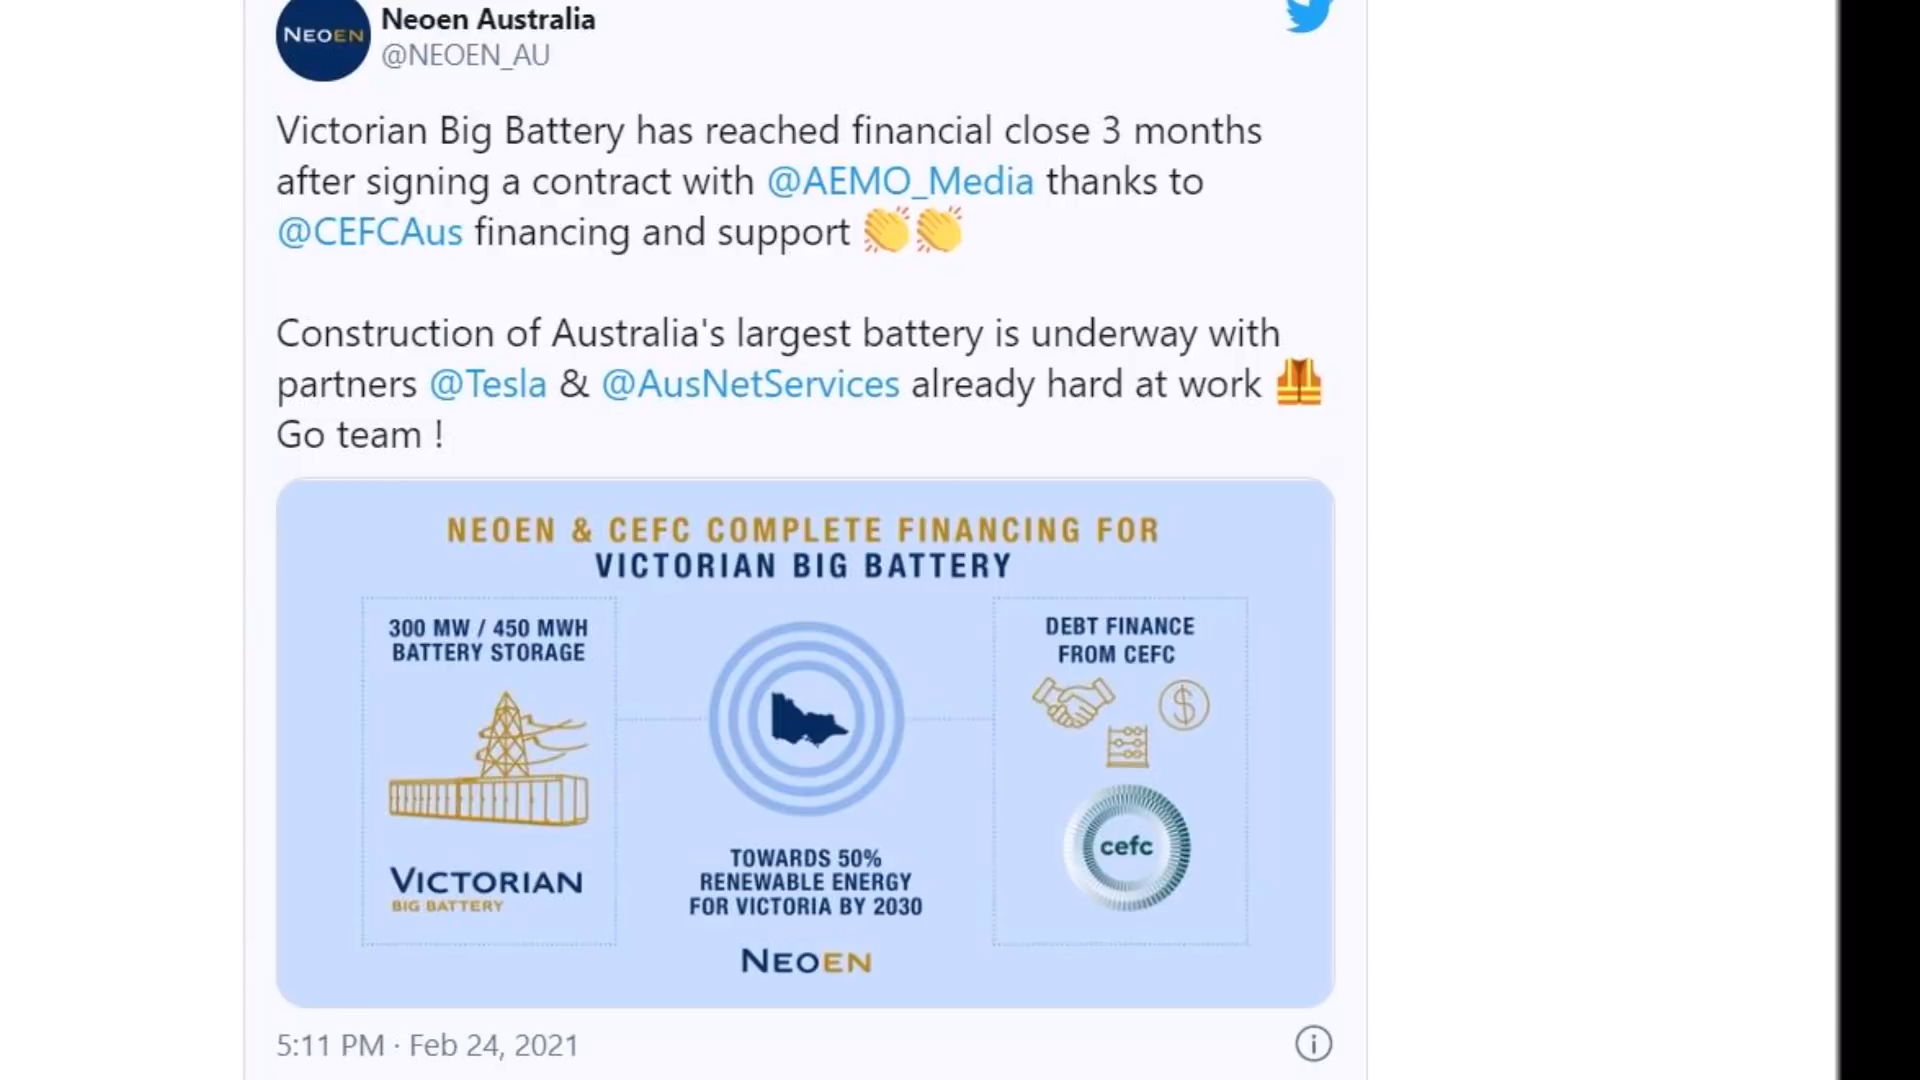 NEOEN
Neoen Australia
@NEOEN_AU
Victorian Big Battery has reached financial close 3 months
after signing a contract with @AEMO_Media thanks to
@CEFCAus financing and support 👏👏
Construction of Australia's largest battery is underway with
partners @Tesla & @AusNetServices already hard at work 🦺
Go team !
NEOEN & CEFC COMPLETE FINANCING FOR
VICTORIAN BIG BATTERY
300 MW / 450 MWH
BATTERY STORAGE
VICTORIAN
BIG BATTERY
TOWARDS 50%
RENEWABLE ENERGY
FOR VICTORIA BY 2030
NEOEN
DEBT FINANCE
FROM CEFC
$
cefc
5:11 PM · Feb 24, 2021